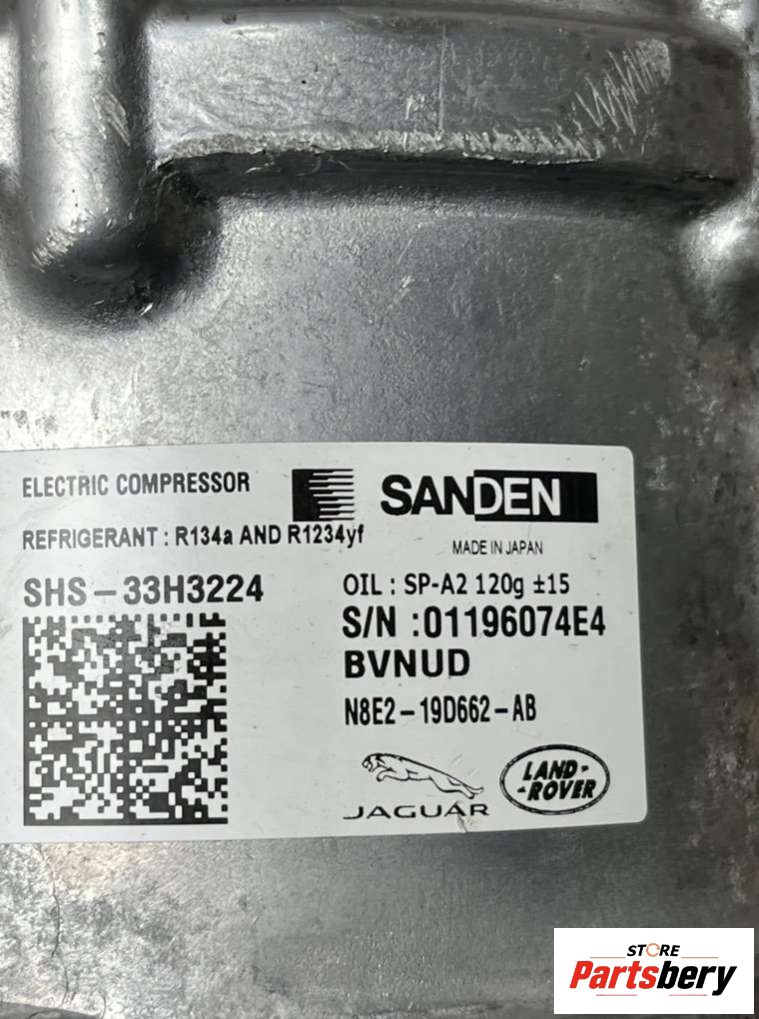 ELECTRIC COMPRESSOR
SANDEN
REFRIGERANT : R134a AND R1234yf
MADE IN JAPAN
SHS-33H3224
OIL : SP-A2 120g ±15
S/N :01196074E4
BVNUD
N8E2-19D662-AB
JAGUAR
LAND-
-ROVER
STORE
Partsbery